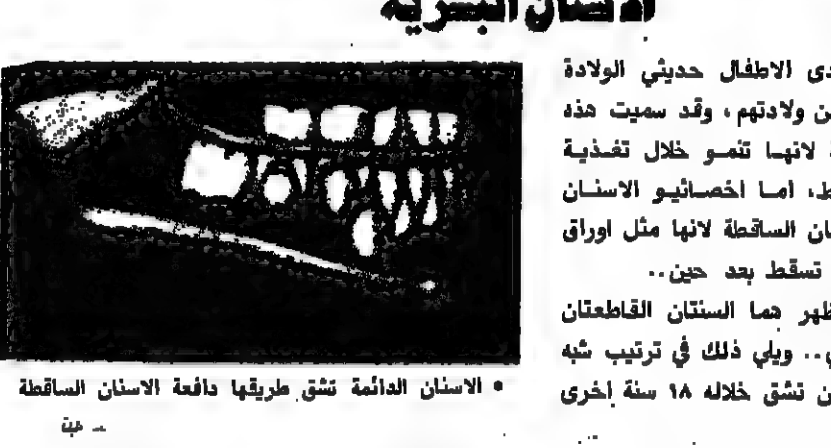 الاسنان البشرية
دى الاطفال حديثي الولادة
ن ولادتهم، وقد سميت هذه
ة لانها تنمو خلال تغذية
ط، اما اخصائيو الاسنان
ان الساقطة لانها مثل اوراق
تسقط بعد حين..
ظهر هما السنتان القاطعتان
ي.. ويلي ذلك في ترتيب شبه
ن تشق خلاله ١٨ سنة اخرى
• الاسنان الدائمة تشق طريقها دافعة الاسنان الساقطة